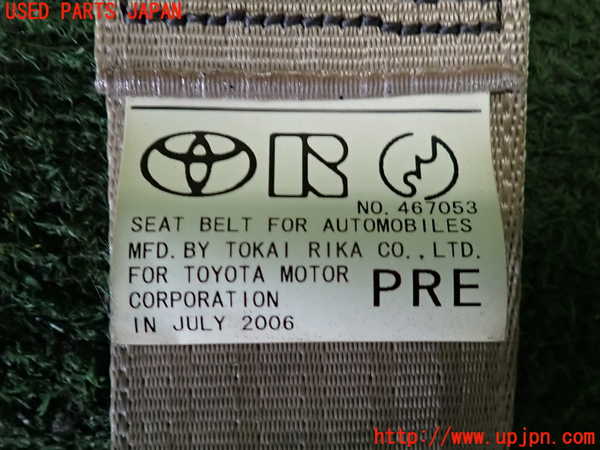 USED PARTS JAPAN
R
NO. 467053
SEAT BELT FOR AUTOMOBILES
MFD. BY TOKAI RIKA CO., LTD.
FOR TOYOTA MOTOR
CORPORATION
IN JULY 2006
PRE
http://www.upjpn.com